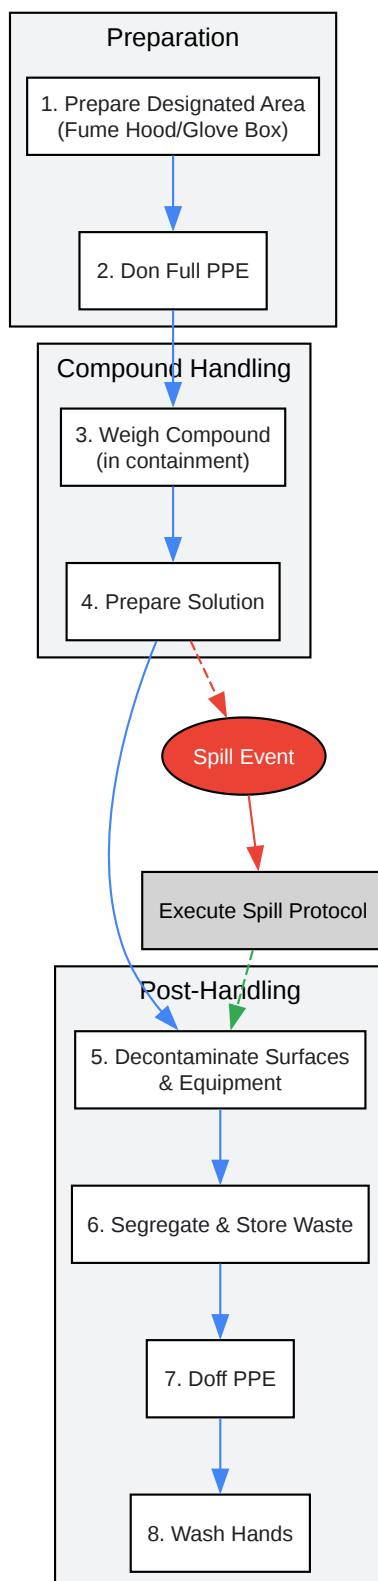 Preparation
1. Prepare Designated Area
(Fume Hood/Glove Box)
2. Don Full PPE
Compound Handling
3. Weigh Compound
(in containment)
4. Prepare Solution
Spill Event
Execute Spill Protocol
Post-Handling
5. Decontaminate Surfaces
& Equipment
6. Segregate & Store Waste
7. Doff PPE
8. Wash Hands